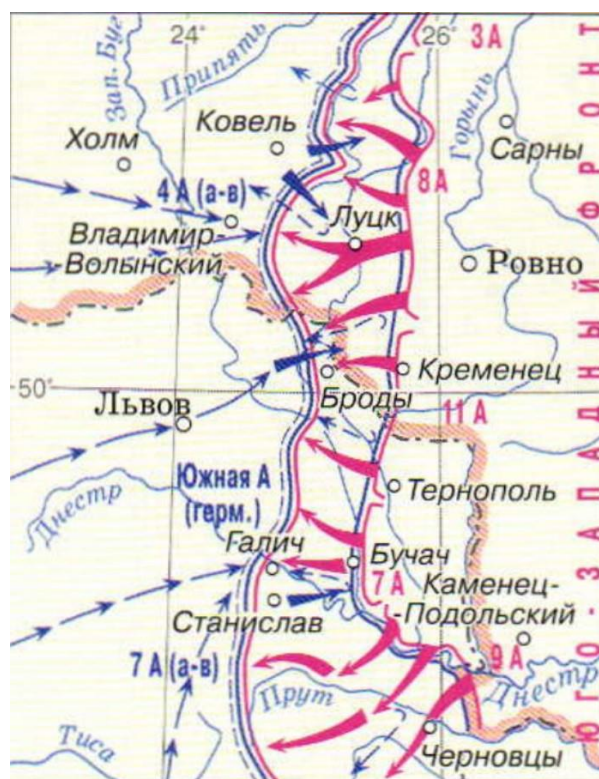 24°
26°
3 А
Зап. Буг
Припять
Горынь
Ковель
Сарны
Холм
4 А (а-в)
8 А
Луцк
Владимир-
-Волынский
Ровно
50°
Кременец
Броды
Львов
11 А
Южная А
(герм.)
Днестр
Тернополь
Галич
Бучач
7 А
Каменец-
-Подольский
Станислав
7 А (а-в)
9 А
Днестр
Прут
Тиса
Черновцы
ЮГО-ЗАПАДНЫЙ ФРОНТ